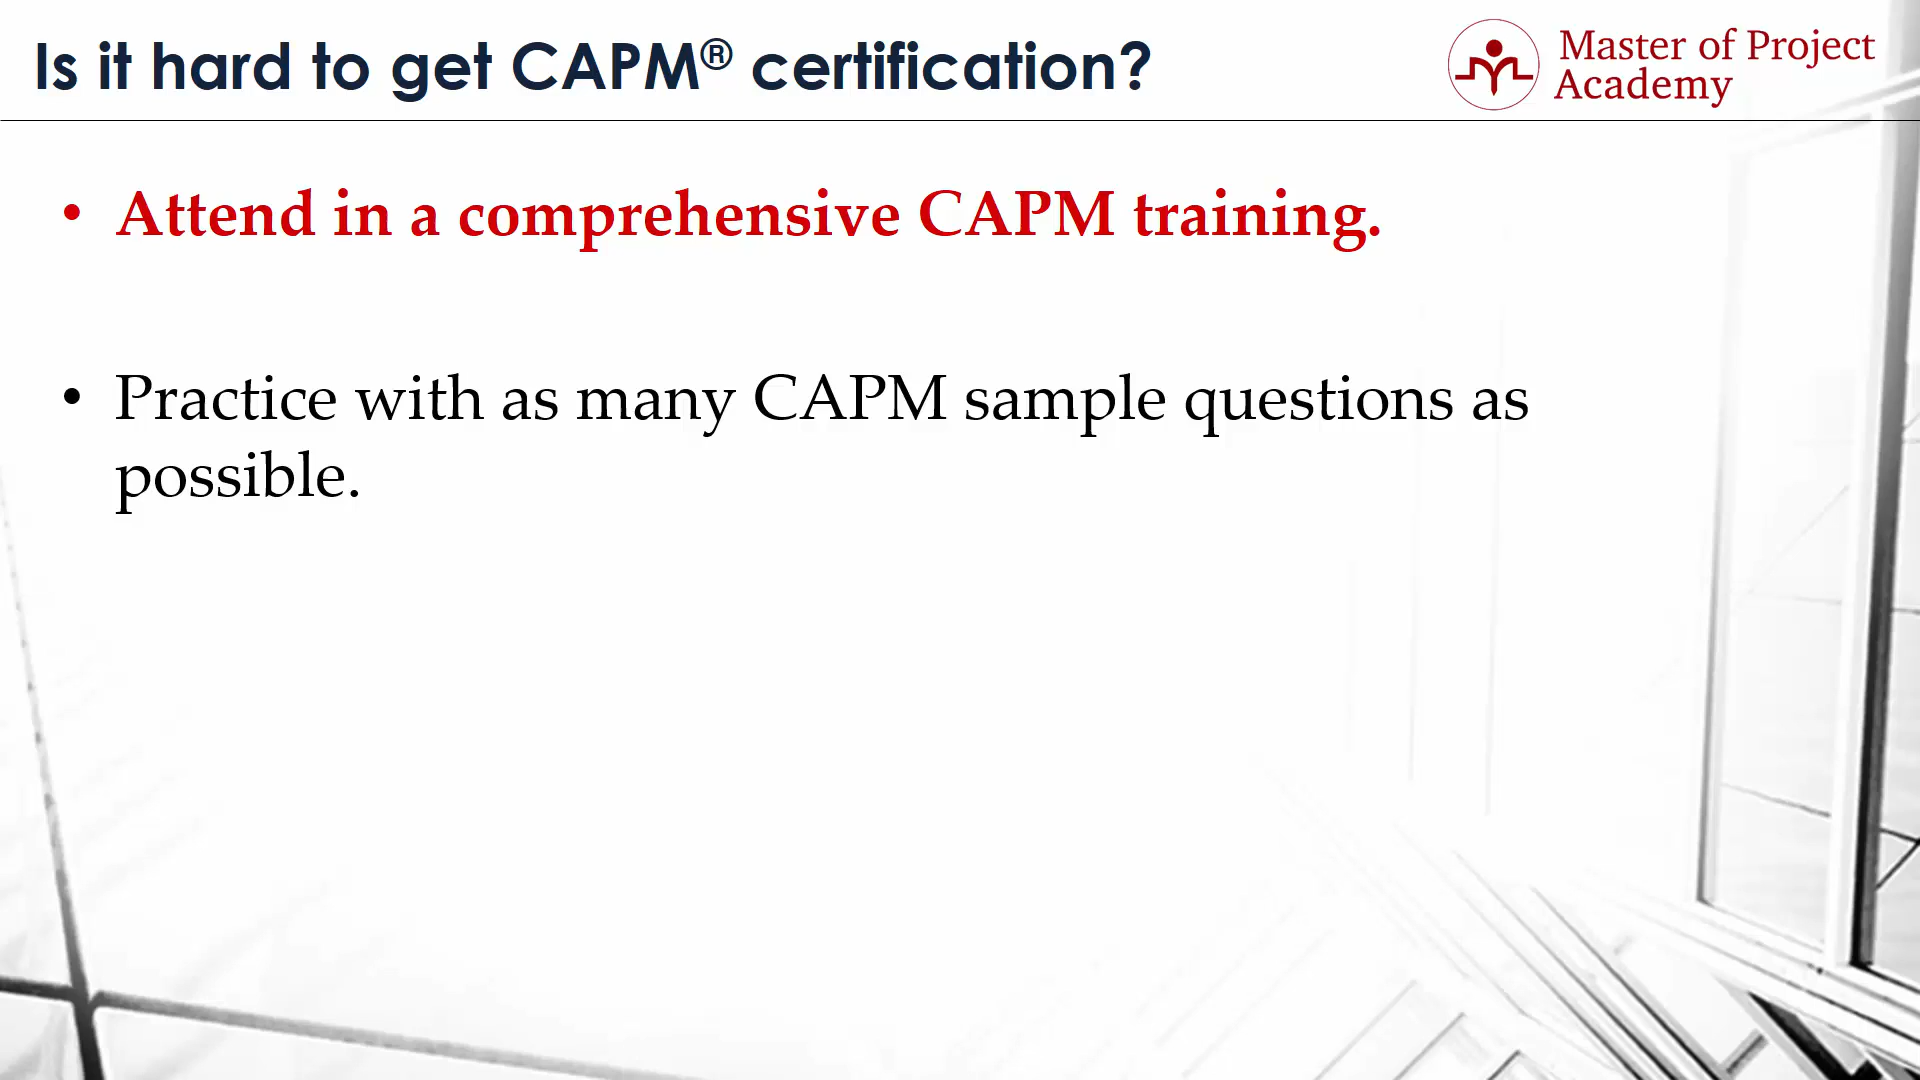 Is it hard to get CAPM® certification?
Master of Project
Academy
• Attend in a comprehensive CAPM training.
• Practice with as many CAPM sample questions as
possible.